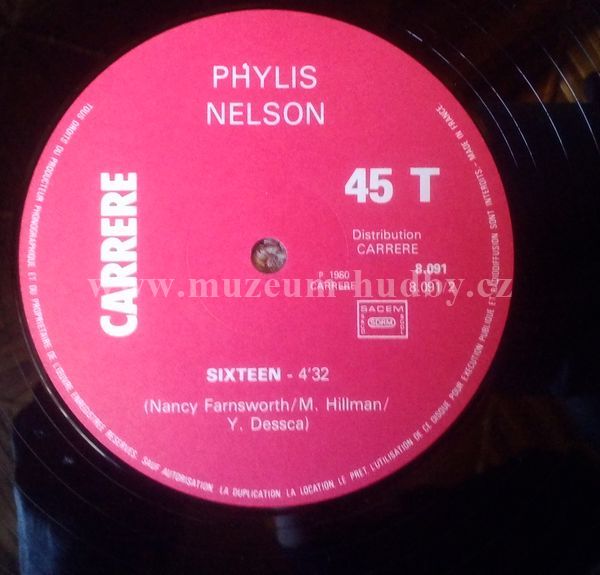 PHYLIS
NELSON
CARRERE
45 T
Distribution
CARRERE
8.091
8.091 A
P 1980
CARRERE
SACEM
SACD
SDRM
SGDL
SIXTEEN - 4'32
(Nancy Farnsworth/M. Hillman/
Y. Dessca)
TOUS DROITS DU PRODUCTEUR PHONOGRAPHIQUE ET DU PROPRIETAIRE DE L'ŒUVRE ENREGISTREE RESERVES. SAUF AUTORISATION, LA DUPLICATION, LA LOCATION, LE PRET, L'UTILISATION DE CE DISQUE POUR EXECUTION PUBLIQUE ET RADIODIFFUSION SONT INTERDITS - MADE IN FRANCE
www.muzeum-hudby.cz